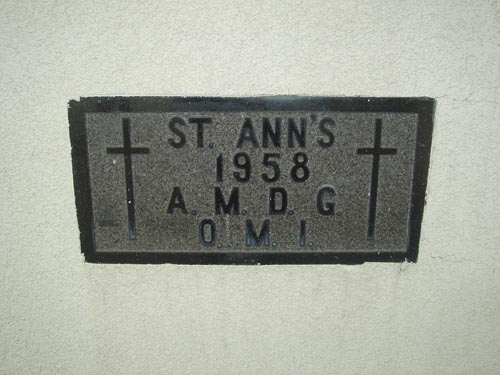 ST. ANN'S
1958
A. M. D. G.
O. M. I.